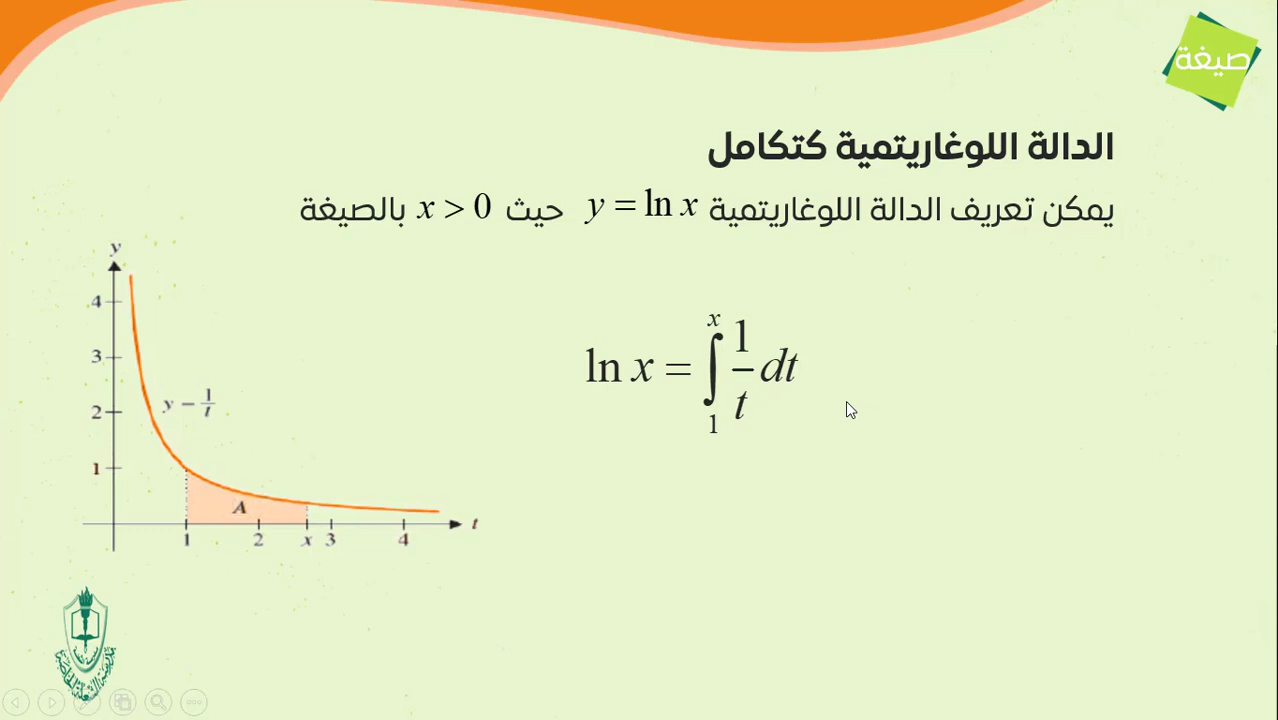 صيغة
الدالة اللوغاريتمية كتكامل
يمكن تعريف الدالة اللوغاريتمية y = ln x حيث x > 0 بالصيغة
ln x = ∫₁ˣ 1/t dt
y
4
3
2
1
y = 1/t
A
1 2 x 3 4 t